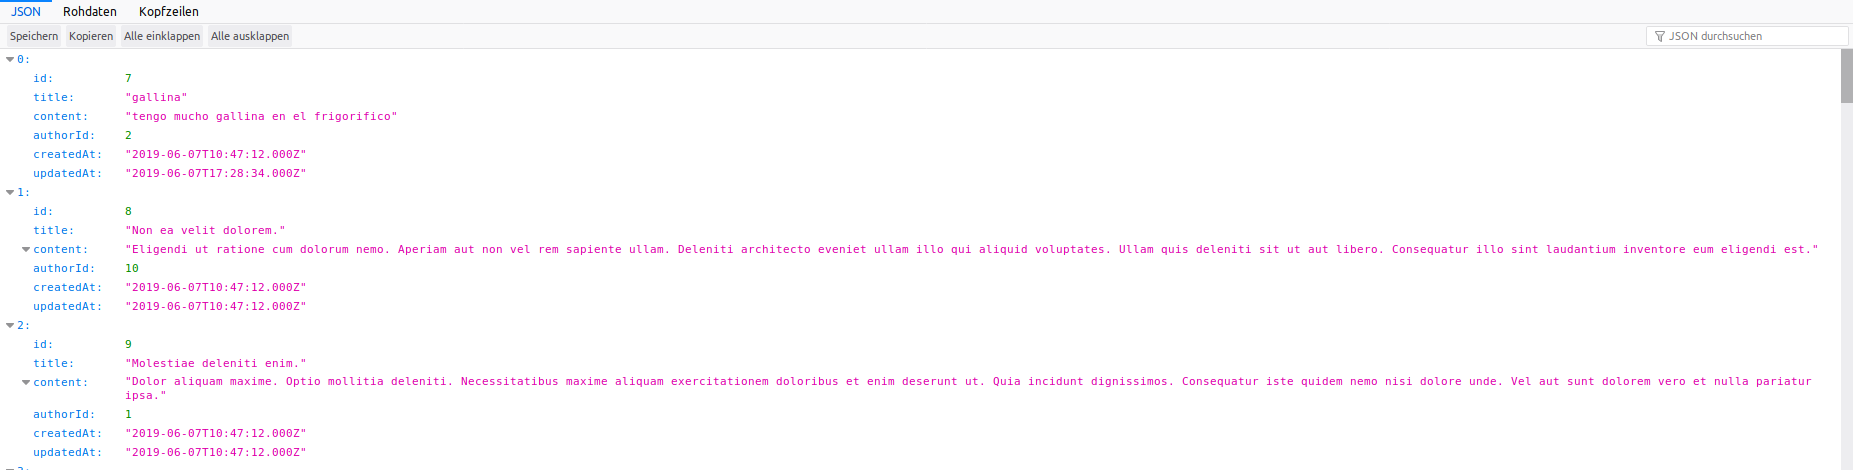 JSON Rohdaten Kopfzeilen
Speichern Kopieren Alle einklappen Alle ausklappen JSON durchsuchen
0:
id: 7
title: "gallina"
content: "tengo mucho gallina en el frigorifico"
authorId: 2
createdAt: "2019-06-07T10:47:12.000Z"
updatedAt: "2019-06-07T17:28:34.000Z"
1:
id: 8
title: "Non ea velit dolorem."
content: "Eligendi ut ratione cum dolorum nemo. Aperiam aut non vel rem sapiente ullam. Deleniti architecto eveniet ullam illo qui aliquid voluptates. Ullam quis deleniti sit ut aut libero. Consequatur illo sint laudantium inventore eum eligendi est."
authorId: 10
createdAt: "2019-06-07T10:47:12.000Z"
updatedAt: "2019-06-07T10:47:12.000Z"
2:
id: 9
title: "Molestiae deleniti enim."
content: "Dolor aliquam maxime. Optio mollitia deleniti. Necessitatibus maxime aliquam exercitationem doloribus et enim deserunt ut. Quia incidunt dignissimos. Consequatur iste quidem nemo nisi dolore unde. Vel aut sunt dolorem vero et nulla pariatur
ipsa."
authorId: 1
createdAt: "2019-06-07T10:47:12.000Z"
updatedAt: "2019-06-07T10:47:12.000Z"